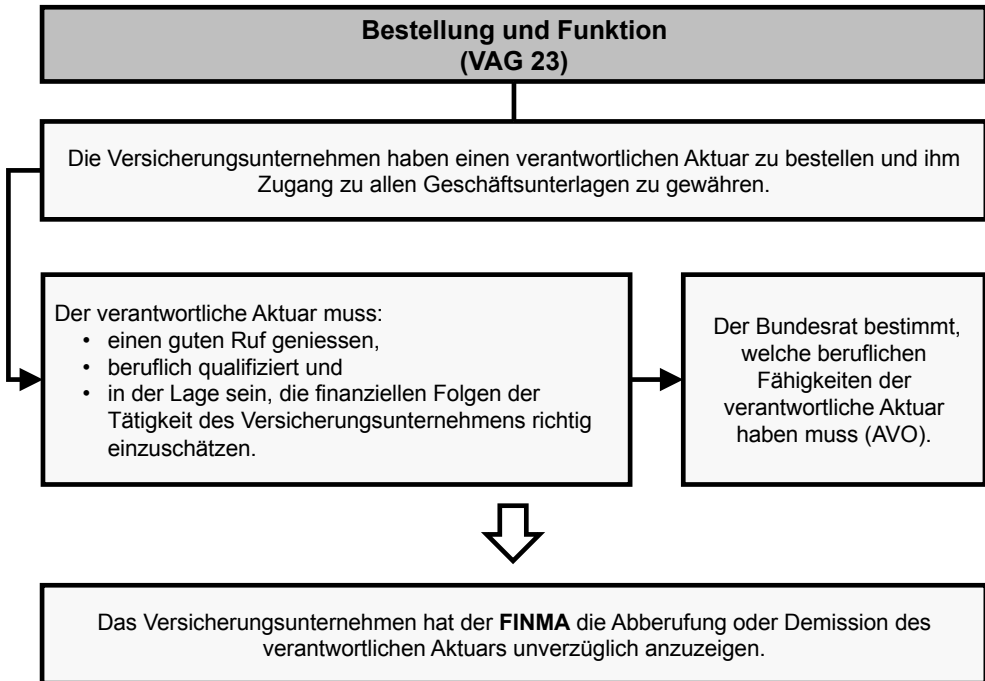 Bestellung und Funktion
(VAG 23)
Die Versicherungsunternehmen haben einen verantwortlichen Aktuar zu bestellen und ihm
Zugang zu allen Geschäftsunterlagen zu gewähren.
Der verantwortliche Aktuar muss:
• einen guten Ruf geniessen,
• beruflich qualifiziert und
• in der Lage sein, die finanziellen Folgen der
Tätigkeit des Versicherungsunternehmens richtig
einzuschätzen.
Der Bundesrat bestimmt,
welche beruflichen
Fähigkeiten der
verantwortliche Aktuar
haben muss (AVO).
Das Versicherungsunternehmen hat der FINMA die Abberufung oder Demission des
verantwortlichen Aktuars unverzüglich anzuzeigen.